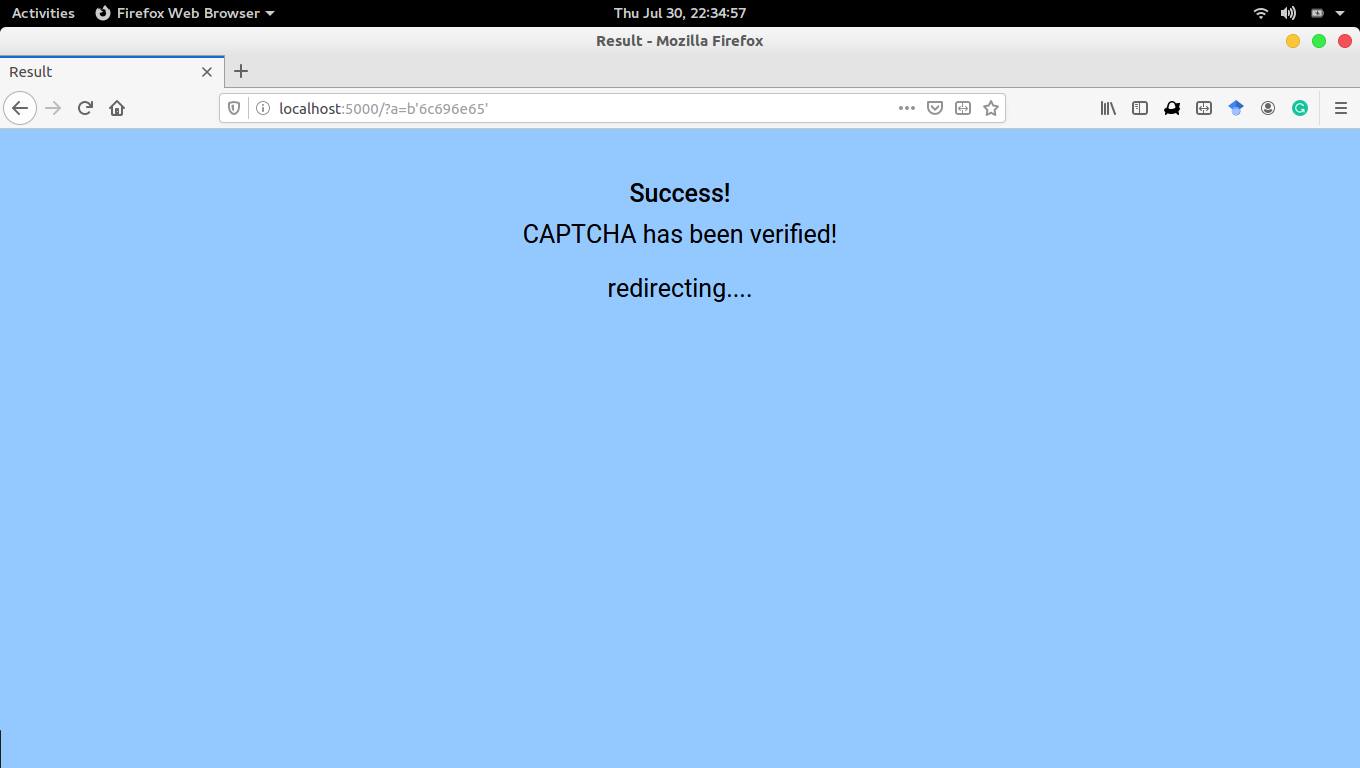 Activities Firefox Web Browser Thu Jul 30, 22:34:57
Result - Mozilla Firefox
Result
localhost:5000/?a=b'6c696e65'
Success!
CAPTCHA has been verified!
redirecting....